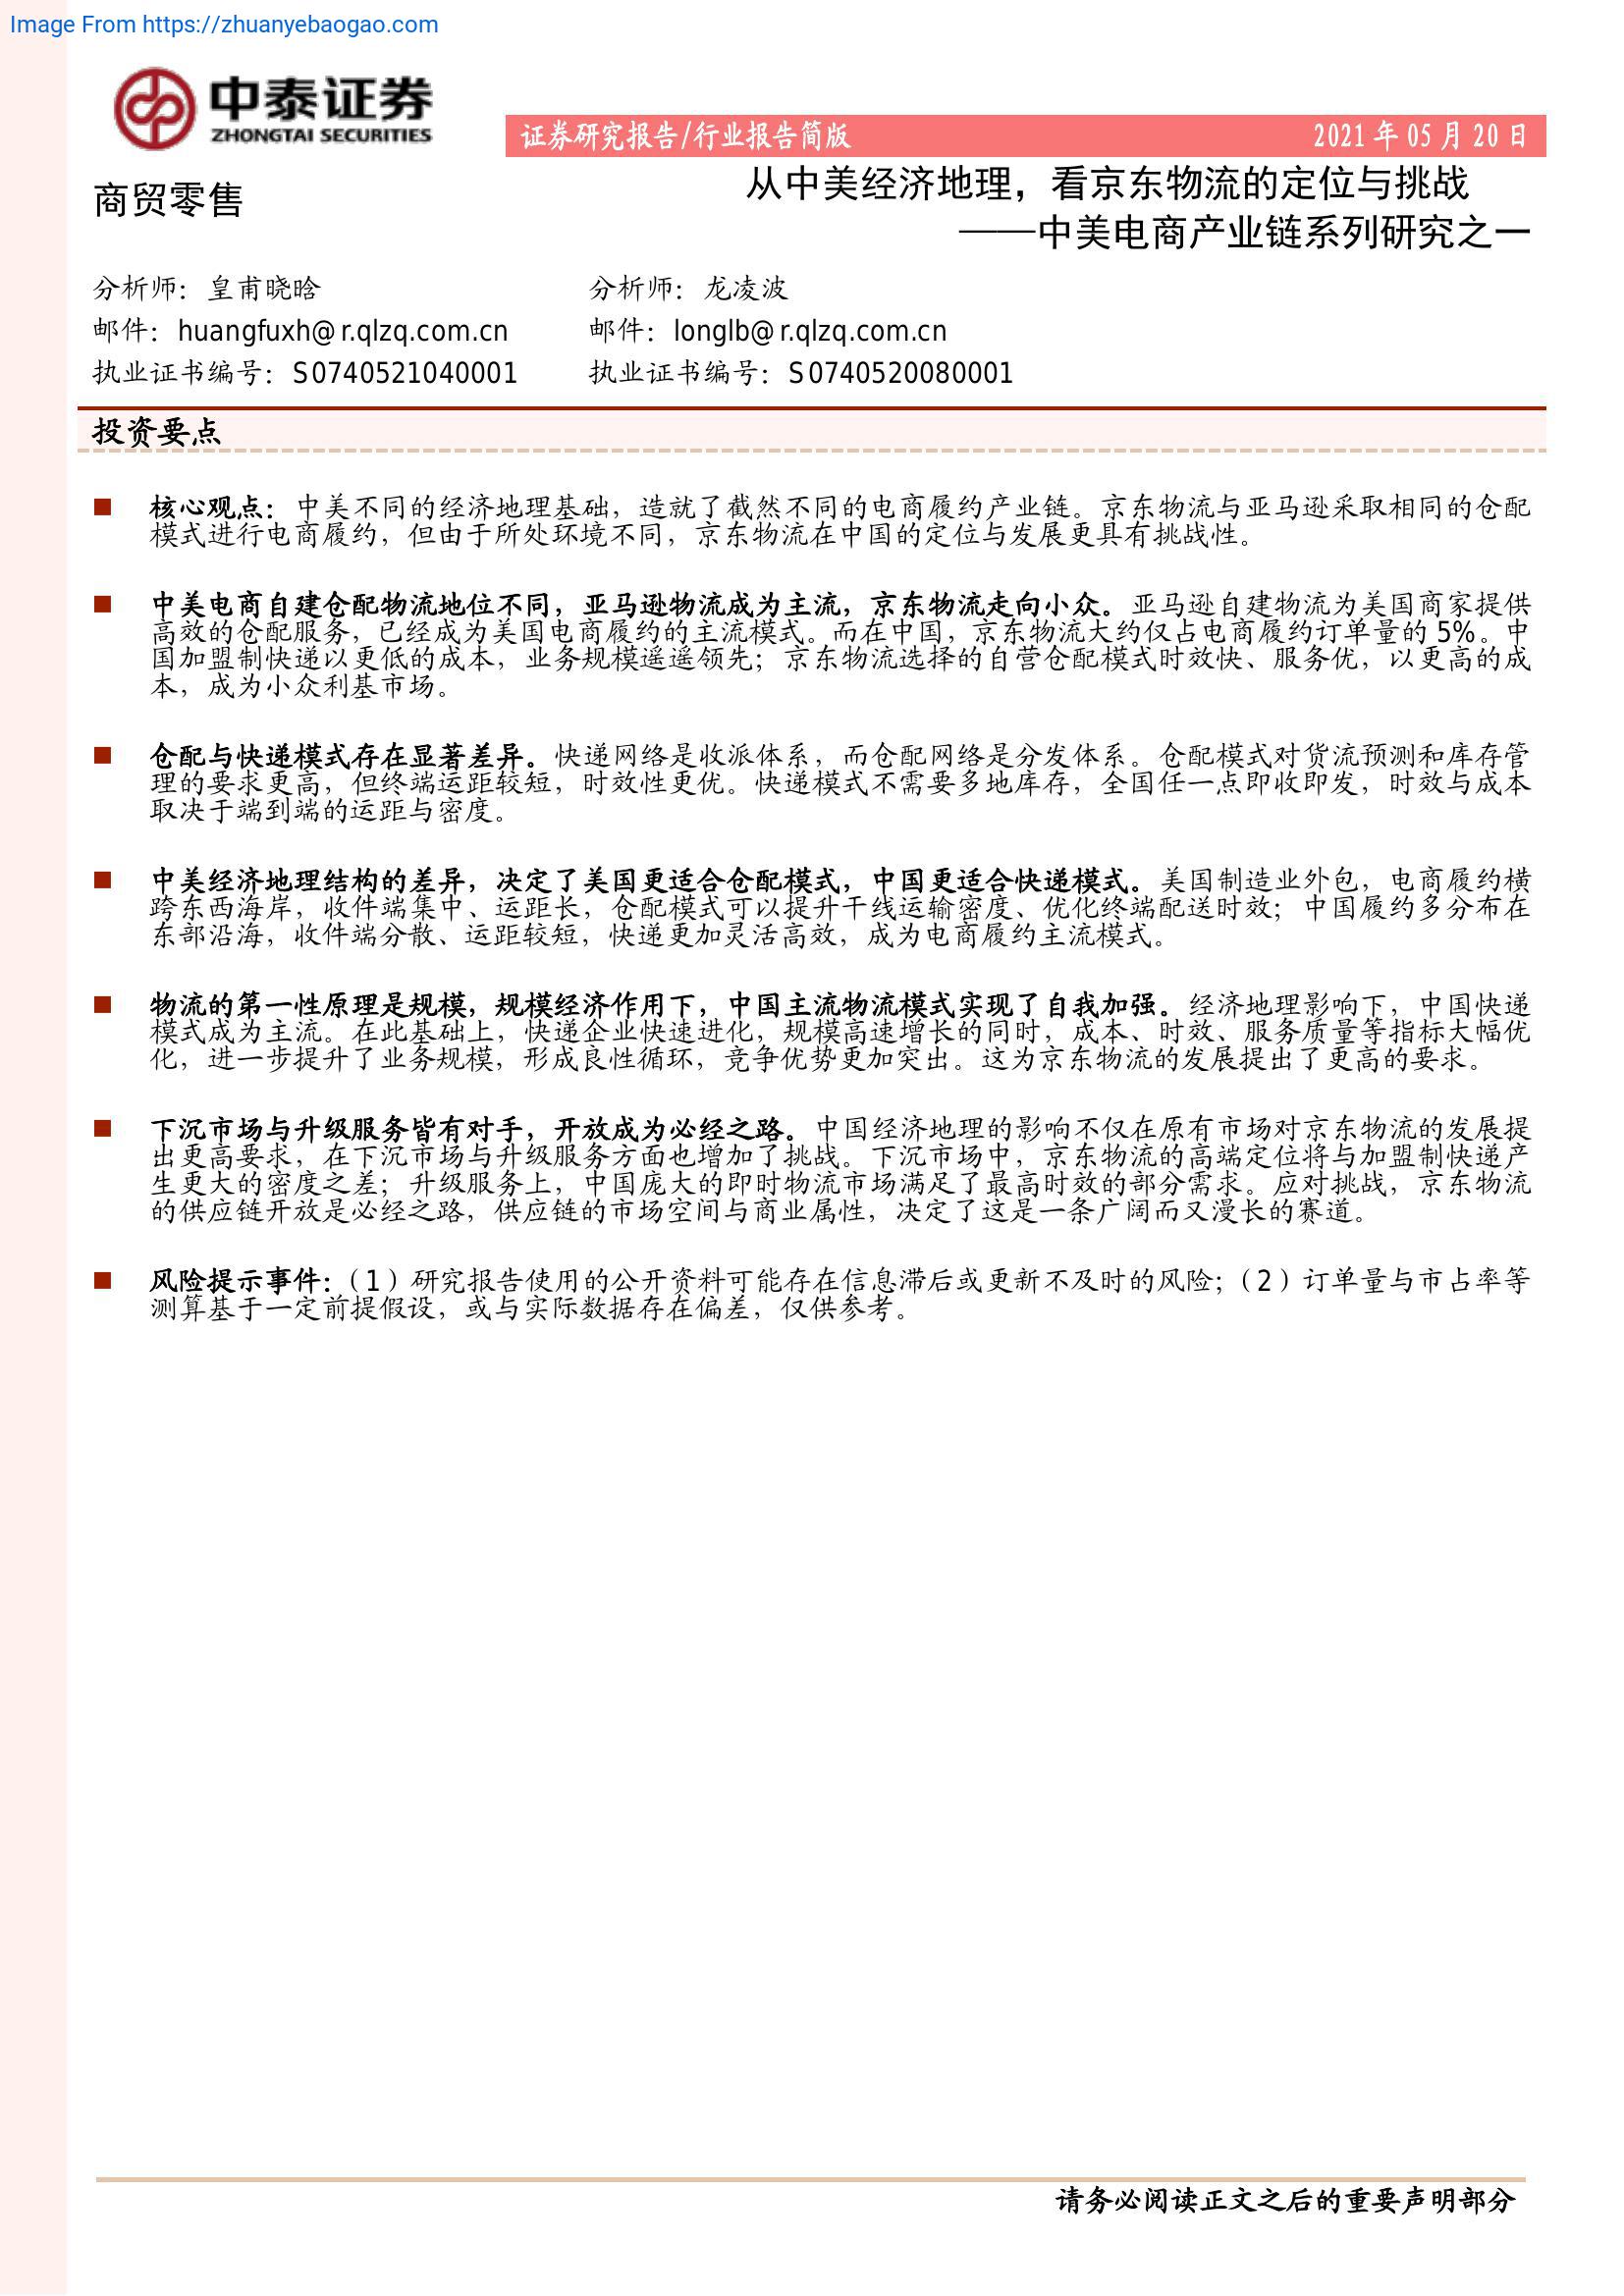 Image From https://zhuanyebaogao.com
中泰证券
ZHONGTAI SECURITIES
证券研究报告/行业报告简版 2021 年 05 月 20 日
商贸零售
从中美经济地理，看京东物流的定位与挑战
——中美电商产业链系列研究之一
分析师：皇甫晓晗 分析师：龙凌波
邮件：huangfuxh@r.qlzq.com.cn 邮件：longlb@r.qlzq.com.cn
执业证书编号：S0740521040001 执业证书编号：S0740520080001
投资要点
■ 核心观点：中美不同的经济地理基础，造就了截然不同的电商履约产业链。京东物流与亚马逊采取相同的仓配
模式进行电商履约，但由于所处环境不同，京东物流在中国的定位与发展更具有挑战性。
■ 中美电商自建仓配物流地位不同，亚马逊物流成为主流，京东物流走向小众。亚马逊自建物流为美国商家提供
高效的仓配服务，已经成为美国电商履约的主流模式。而在中国，京东物流大约仅占电商履约订单量的 5%。中
国加盟制快递以更低的成本，业务规模遥遥领先；京东物流选择的自营仓配模式时效快、服务优，以更高的成
本，成为小众利基市场。
■ 仓配与快递模式存在显著差异。快递网络是收派体系，而仓配网络是分发体系。仓配模式对货流预测和库存管
理的要求更高，但终端运距较短，时效性更优。快递模式不需要多地库存，全国任一点即收即发，时效与成本
取决于端到端的运距与密度。
■ 中美经济地理结构的差异，决定了美国更适合仓配模式，中国更适合快递模式。美国制造业外包，电商履约横
跨东西海岸，收件端集中、运距长，仓配模式可以提升干线运输密度、优化终端配送时效；中国履约多分布在
东部沿海，收件端分散、运距较短，快递更加灵活高效，成为电商履约主流模式。
■ 物流的第一性原理是规模，规模经济作用下，中国主流物流模式实现了自我加强。经济地理影响下，中国快递
模式成为主流。在此基础上，快递企业快速进化，规模高速增长的同时，成本、时效、服务质量等指标大幅优
化，进一步提升了业务规模，形成良性循环，竞争优势更加突出。这为京东物流的发展提出了更高的要求。
■ 下沉市场与升级服务皆有对手，开放成为必经之路。中国经济地理的影响不仅在原有市场对京东物流的发展提
出更高要求，在下沉市场与升级服务方面也增加了挑战。下沉市场中，京东物流的高端定位将与加盟制快递产
生更大的密度之差；升级服务上，中国庞大的即时物流市场满足了最高时效的部分需求。应对挑战，京东物流
的供应链开放是必经之路，供应链的市场空间与商业属性，决定了这是一条广阔而又漫长的赛道。
■ 风险提示事件：（1）研究报告使用的公开资料可能存在信息滞后或更新不及时的风险；（2）订单量与市占率等
测算基于一定前提假设，或与实际数据存在偏差，仅供参考。
请务必阅读正文之后的重要声明部分